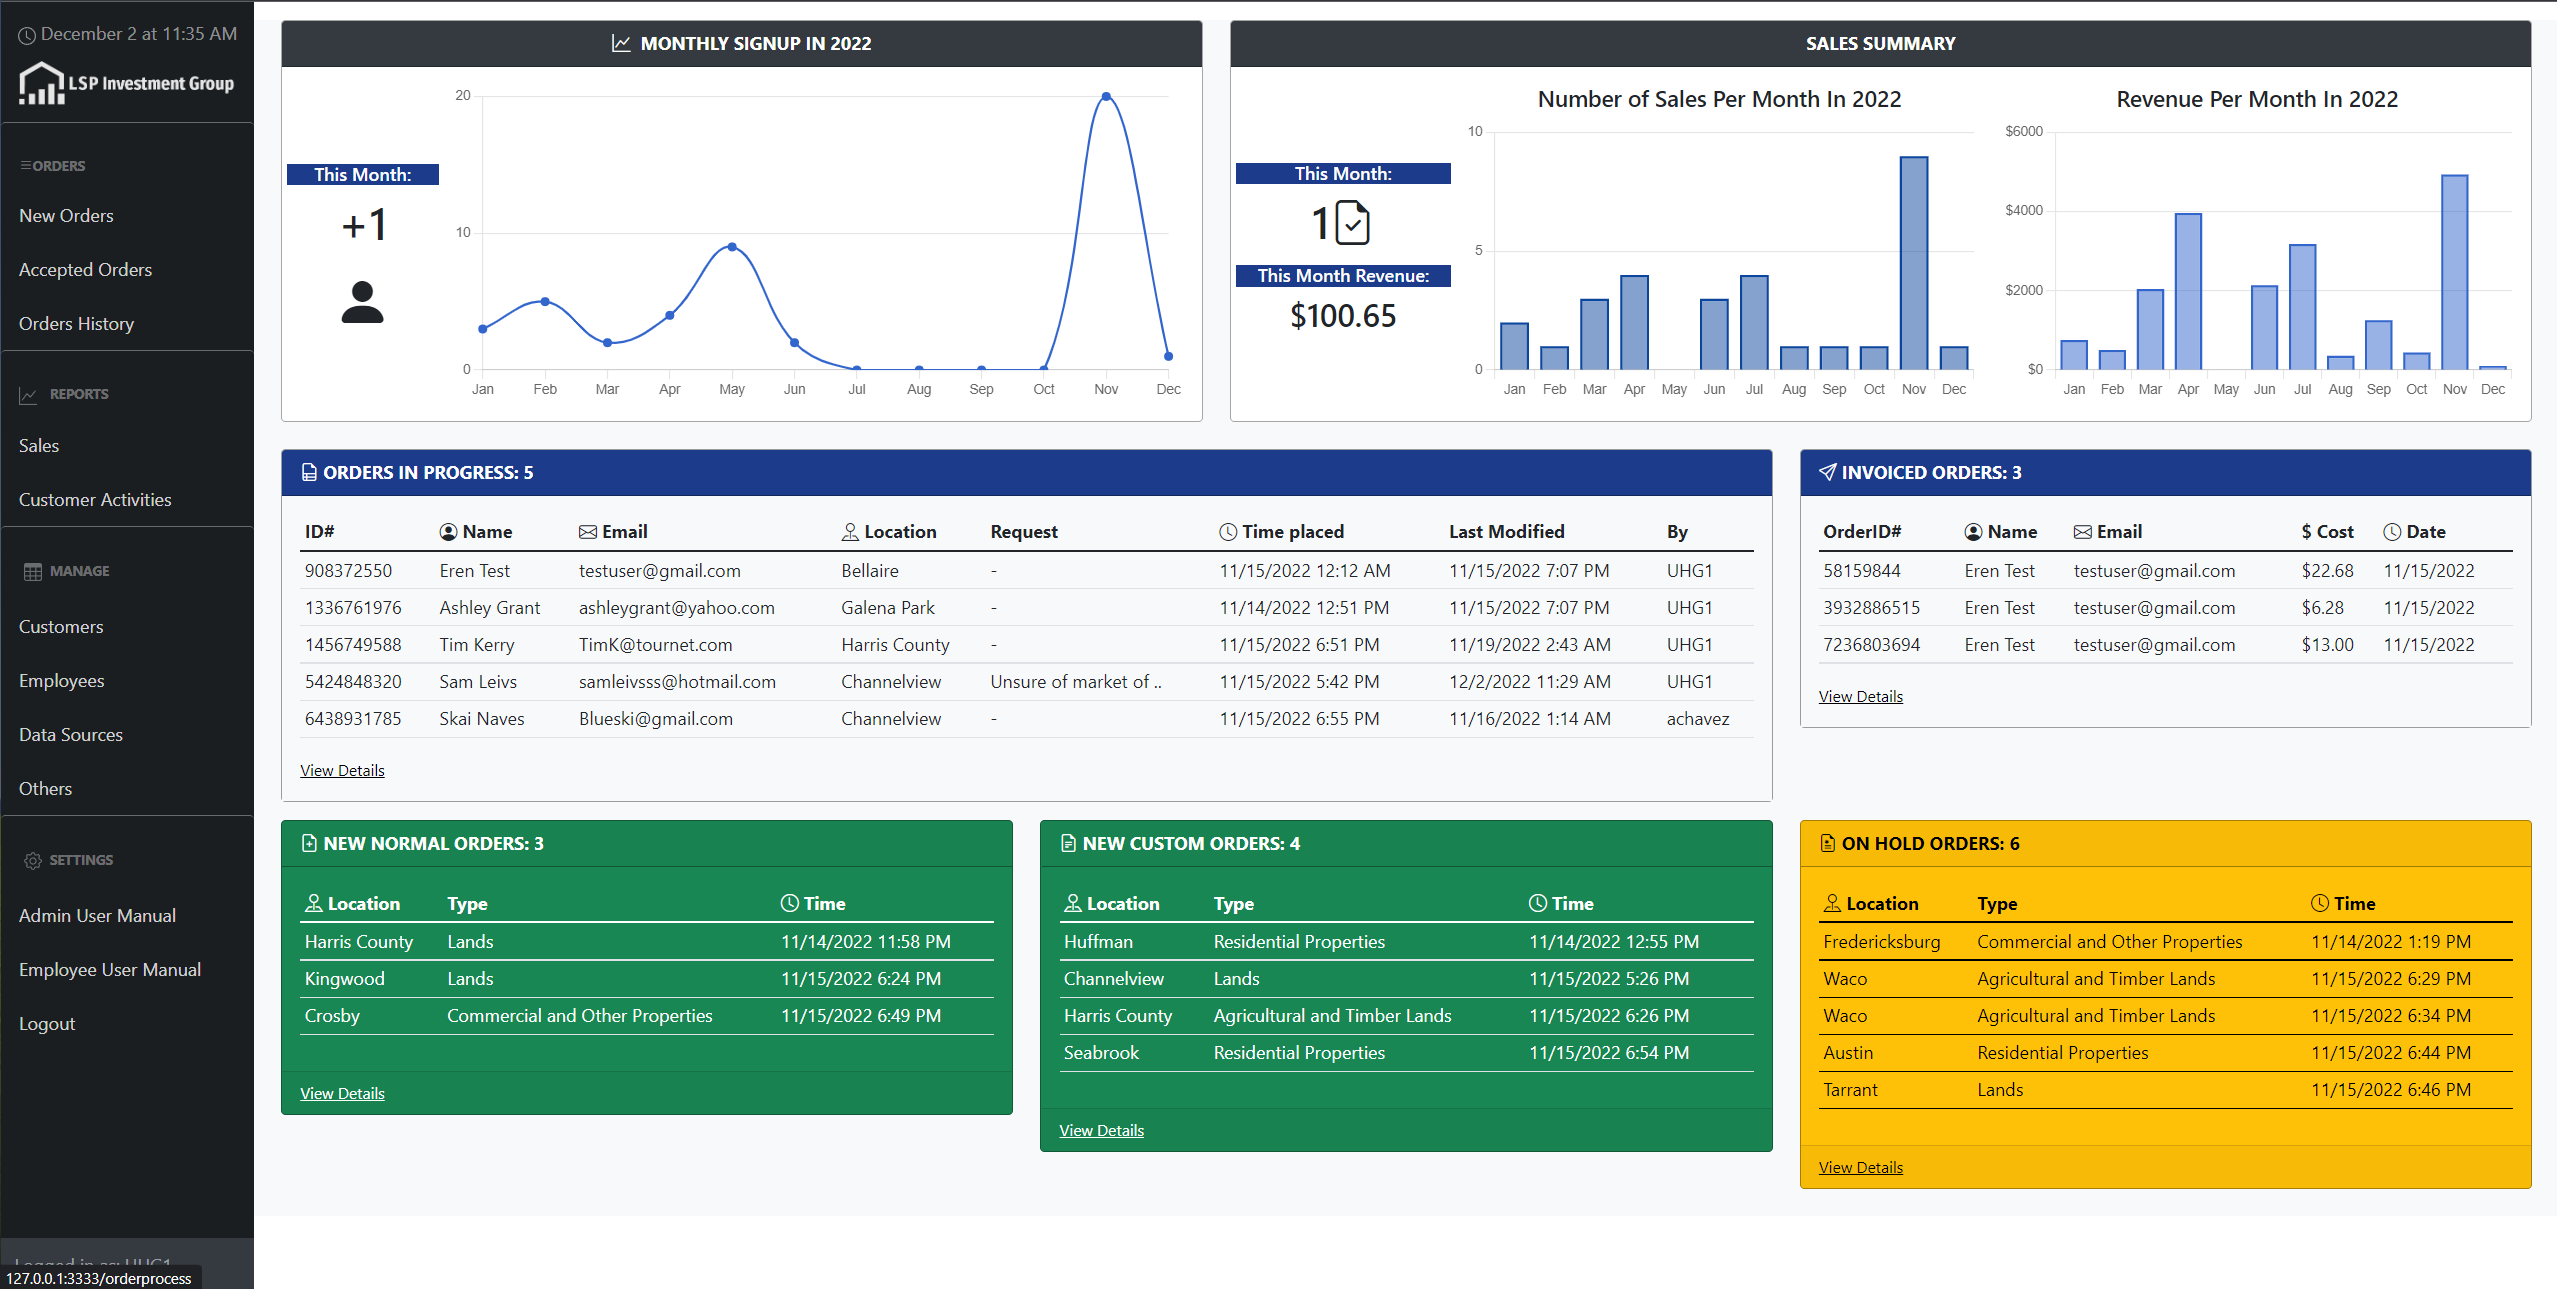 December 2 at 11:35 AM
LSP Investment Group
ORDERS
New Orders
Accepted Orders
Orders History
REPORTS
Sales
Customer Activities
MANAGE
Customers
Employees
Data Sources
Others
SETTINGS
Admin User Manual
Employee User Manual
Logout
Logged in as: UHG1
127.0.0.1:3333/orderprocess
MONTHLY SIGNUP IN 2022
This Month:
+1
20
10
0
Jan Feb Mar Apr May Jun Jul Aug Sep Oct Nov Dec
SALES SUMMARY
This Month:
1
This Month Revenue:
$100.65
Number of Sales Per Month In 2022
10
5
0
Jan Feb Mar Apr May Jun Jul Aug Sep Oct Nov Dec
Revenue Per Month In 2022
$6000
$4000
$2000
$0
Jan Feb Mar Apr May Jun Jul Aug Sep Oct Nov Dec
ORDERS IN PROGRESS: 5
ID# Name Email Location Request Time placed Last Modified By
908372550 Eren Test testuser@gmail.com Bellaire - 11/15/2022 12:12 AM 11/15/2022 7:07 PM UHG1
1336761976 Ashley Grant ashleygrant@yahoo.com Galena Park - 11/14/2022 12:51 PM 11/15/2022 7:07 PM UHG1
1456749588 Tim Kerry TimK@tournet.com Harris County - 11/15/2022 6:51 PM 11/19/2022 2:43 AM UHG1
5424848320 Sam Leivs samleivsss@hotmail.com Channelview Unsure of market of .. 11/15/2022 5:42 PM 12/2/2022 11:29 AM UHG1
6438931785 Skai Naves Blueski@gmail.com Channelview - 11/15/2022 6:55 PM 11/16/2022 1:14 AM achavez
View Details
INVOICED ORDERS: 3
OrderID# Name Email $ Cost Date
58159844 Eren Test testuser@gmail.com $22.68 11/15/2022
3932886515 Eren Test testuser@gmail.com $6.28 11/15/2022
7236803694 Eren Test testuser@gmail.com $13.00 11/15/2022
View Details
NEW NORMAL ORDERS: 3
Location Type Time
Harris County Lands 11/14/2022 11:58 PM
Kingwood Lands 11/15/2022 6:24 PM
Crosby Commercial and Other Properties 11/15/2022 6:49 PM
View Details
NEW CUSTOM ORDERS: 4
Location Type Time
Huffman Residential Properties 11/14/2022 12:55 PM
Channelview Lands 11/15/2022 5:26 PM
Harris County Agricultural and Timber Lands 11/15/2022 6:26 PM
Seabrook Residential Properties 11/15/2022 6:54 PM
View Details
ON HOLD ORDERS: 6
Location Type Time
Fredericksburg Commercial and Other Properties 11/14/2022 1:19 PM
Waco Agricultural and Timber Lands 11/15/2022 6:29 PM
Waco Agricultural and Timber Lands 11/15/2022 6:34 PM
Austin Residential Properties 11/15/2022 6:44 PM
Tarrant Lands 11/15/2022 6:46 PM
View Details